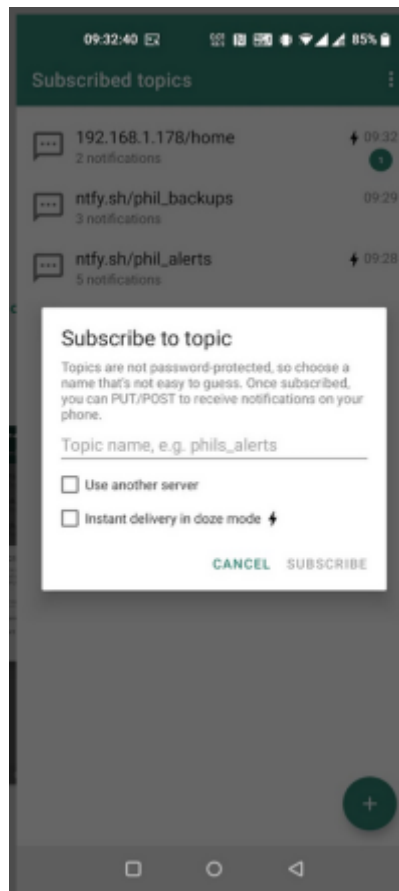 09:32:40 85%
Subscribed topics
192.168.1.178/home 09:32
2 notifications 1
ntfy.sh/phil_backups 09:29
3 notifications
ntfy.sh/phil_alerts 09:28
5 notifications
Subscribe to topic
Topics are not password-protected, so choose a
name that's not easy to guess. Once subscribed,
you can PUT/POST to receive notifications on your
phone.
Topic name, e.g. phils_alerts
Use another server
Instant delivery in doze mode
CANCEL SUBSCRIBE